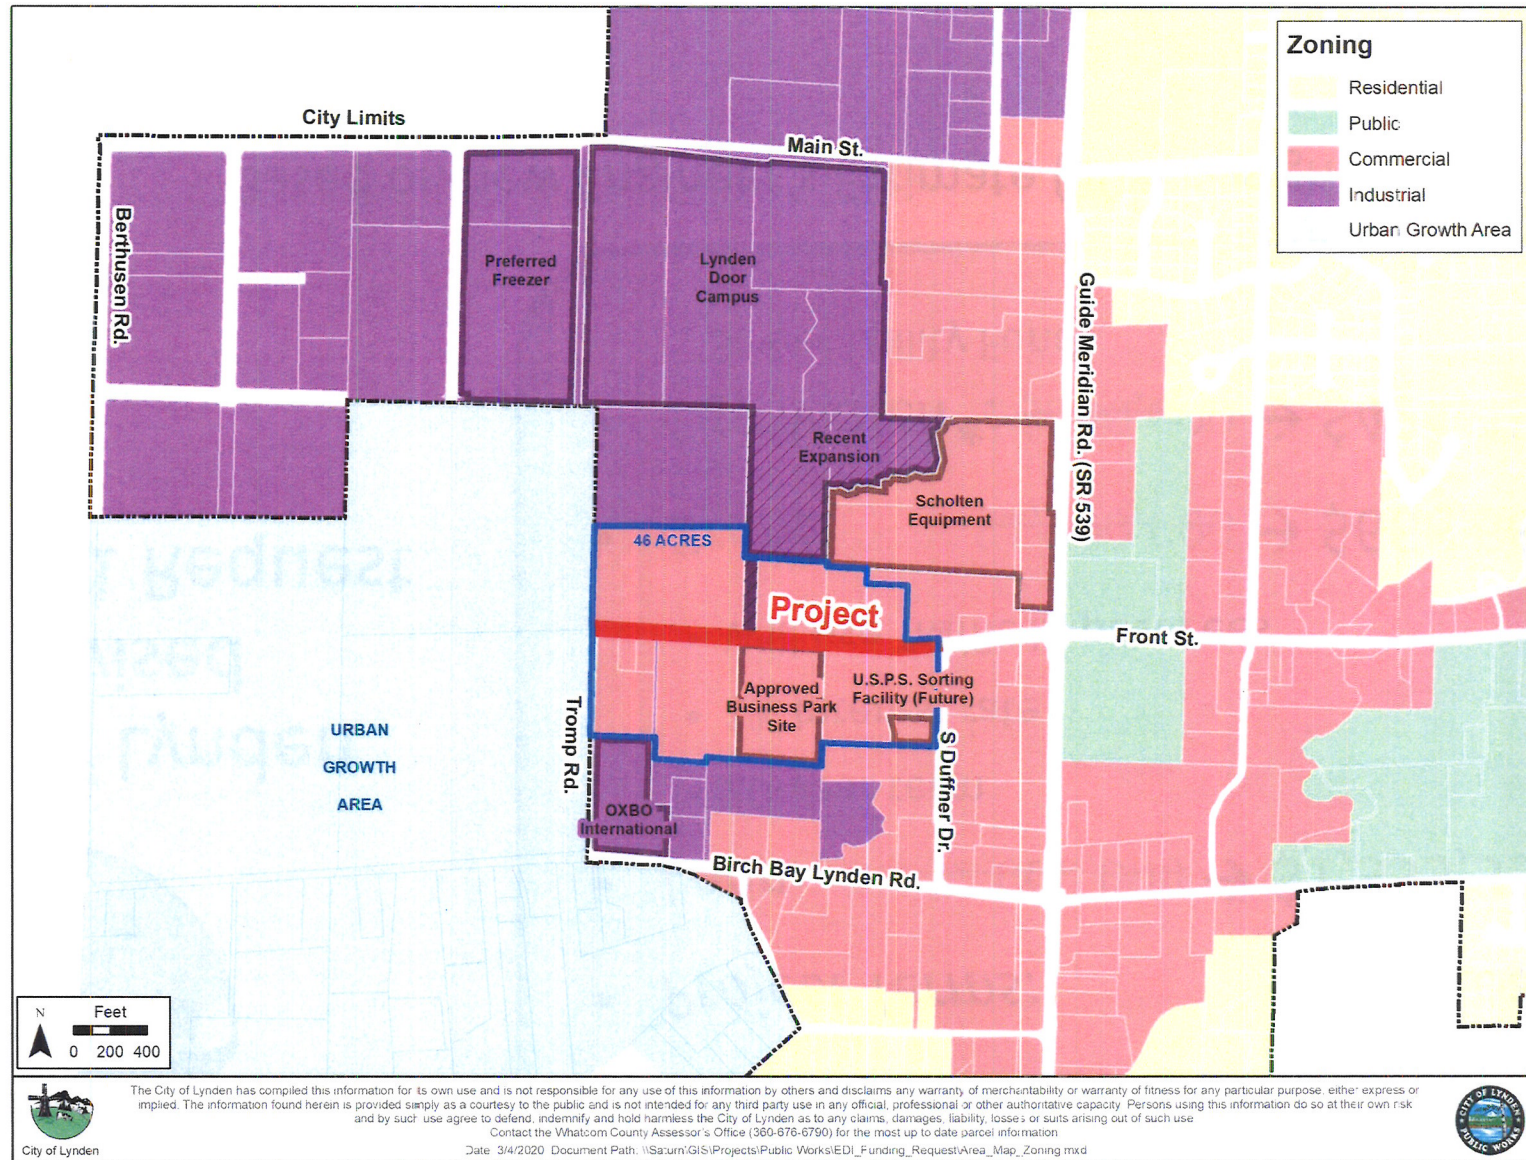 Zoning
Residential
Public
Commercial
Industrial
Urban Growth Area
City Limits
Main St.
Berthusen Rd.
Preferred
Freezer
Lynden
Door
Campus
Guide Meridian Rd. (SR 539)
Recent
Expansion
Scholten
Equipment
46 ACRES
Project
Front St.
Approved
Business Park
Site
U.S.P.S. Sorting
Facility (Future)
Tromp Rd.
S Duffner Dr.
URBAN
GROWTH
AREA
OXBO
International
Birch Bay Lynden Rd.
N
Feet
0 200 400
City of Lynden
The City of Lynden has compiled this information for its own use and is not responsible for any use of this information by others and disclaims any warranty of merchantability or warranty of fitness for any particular purpose, either express or
implied. The information found herein is provided simply as a courtesy to the public and is not intended for any third party use in any official, professional or other authoritative capacity. Persons using this information do so at their own risk
and by such use agree to defend, indemnify and hold harmless the City of Lynden as to any claims, damages, liability, losses or suits arising out of such use
Contact the Whatcom County Assessor's Office (360-676-6790) for the most up to date parcel information
Date: 3/4/2020 Document Path: \\Saturn\GIS\Projects\Public Works\EDI_Funding_Request\Area_Map_Zoning.mxd
CITY OF LYNDEN
PUBLIC WORKS